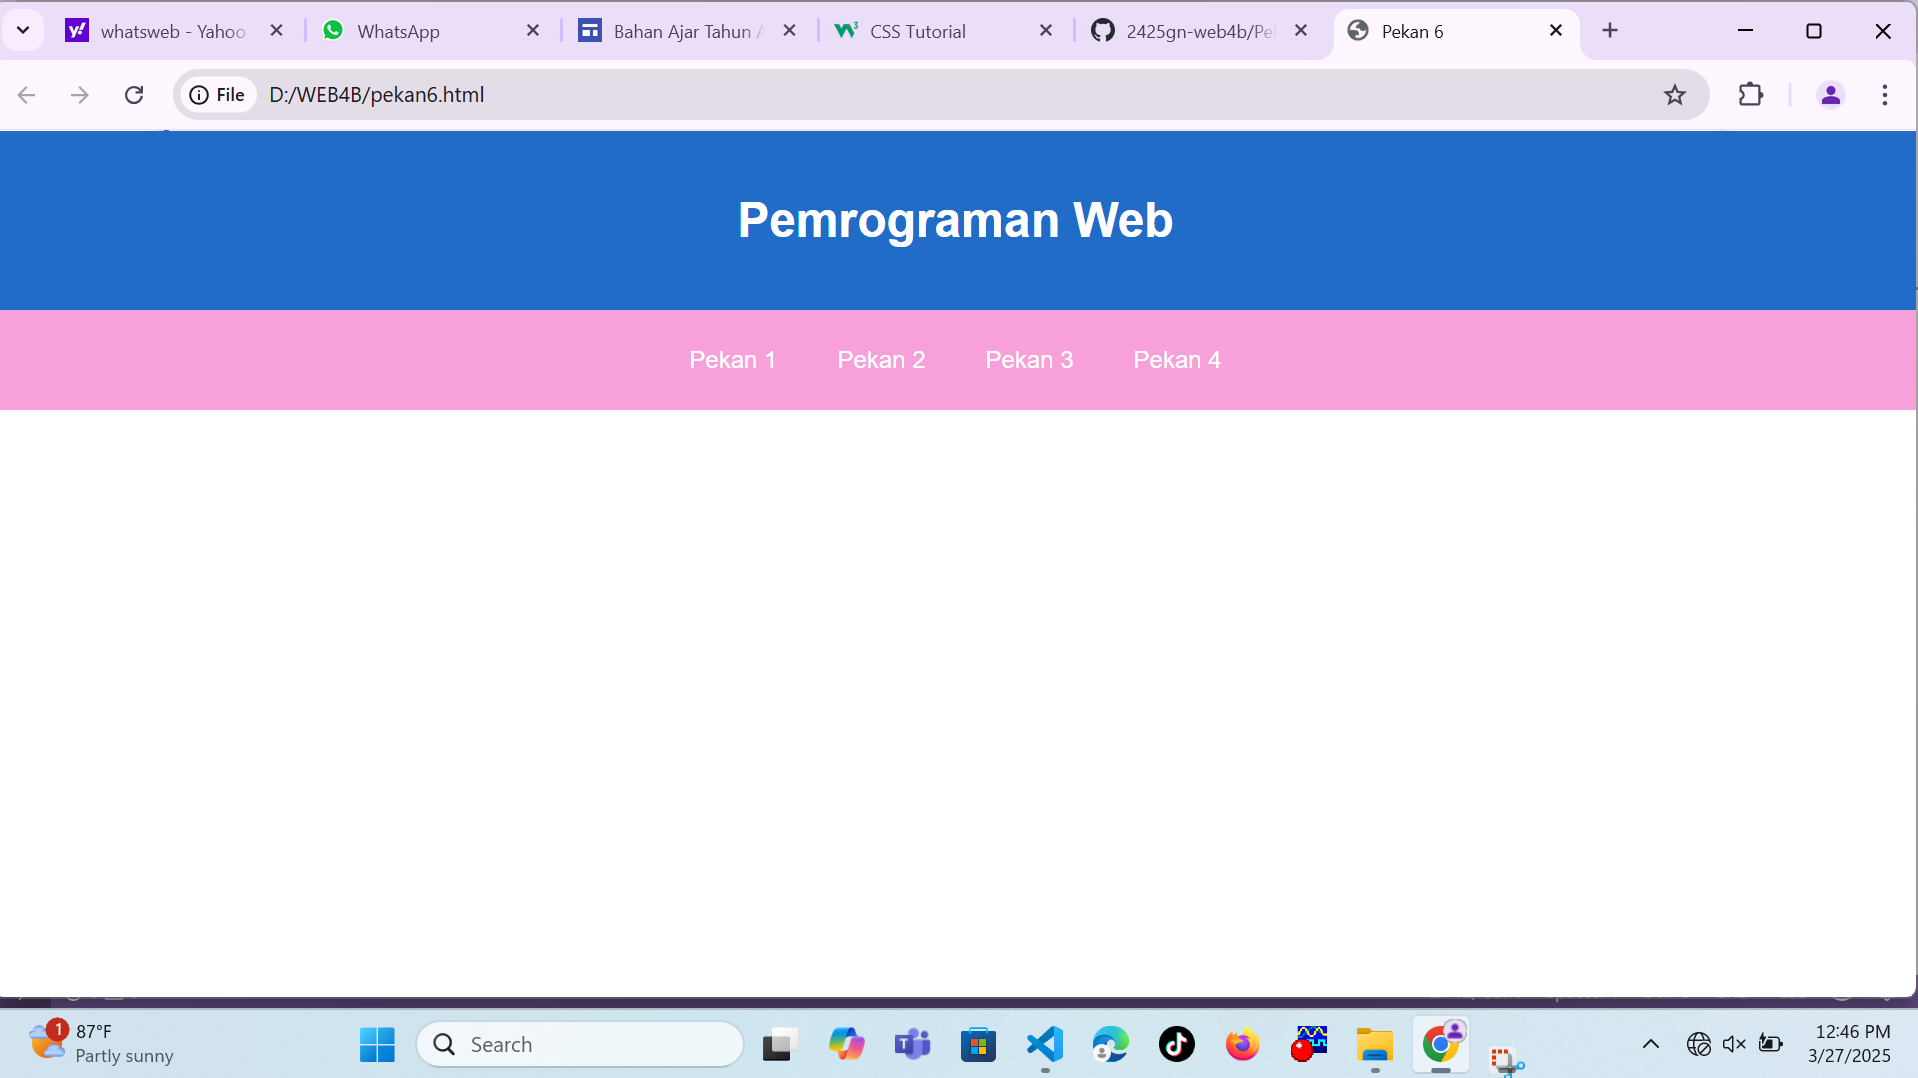 whatsweb - Yahoo
WhatsApp
Bahan Ajar Tahun A
CSS Tutorial
2425gn-web4b/Pe
Pekan 6
File
D:/WEB4B/pekan6.html
Pemrograman Web
Pekan 1
Pekan 2
Pekan 3
Pekan 4
1
87°F
Partly sunny
Search
12:46 PM
3/27/2025